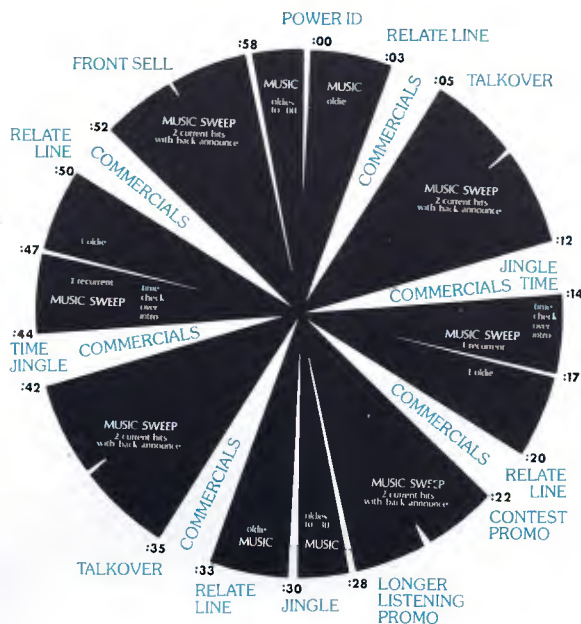 POWER ID
:00
MUSIC
oldie
:03
RELATE LINE
COMMERCIALS
:05
TALKOVER
MUSIC SWEEP
2 current hits
with back announce
:12
JINGLE
TIME
COMMERCIALS
:14
time
check
over
intro
MUSIC SWEEP
1 recurrent
:17
1 oldie
COMMERCIALS
:20
RELATE
LINE
:22
CONTEST
PROMO
MUSIC SWEEP
2 current hits
with back announce
:28
LONGER
LISTENING
PROMO
oldies
to :30
MUSIC
:30
JINGLE
oldie
MUSIC
:33
RELATE
LINE
COMMERCIALS
:35
TALKOVER
MUSIC SWEEP
2 current hits
with back announce
:42
TIME
JINGLE
COMMERCIALS
:44
1 recurrent
MUSIC SWEEP
time
check
over
intro
:47
1 oldie
:50
RELATE
LINE
COMMERCIALS
:52
FRONT SELL
MUSIC SWEEP
2 current hits
with back announce
:58
MUSIC
oldies
to :00